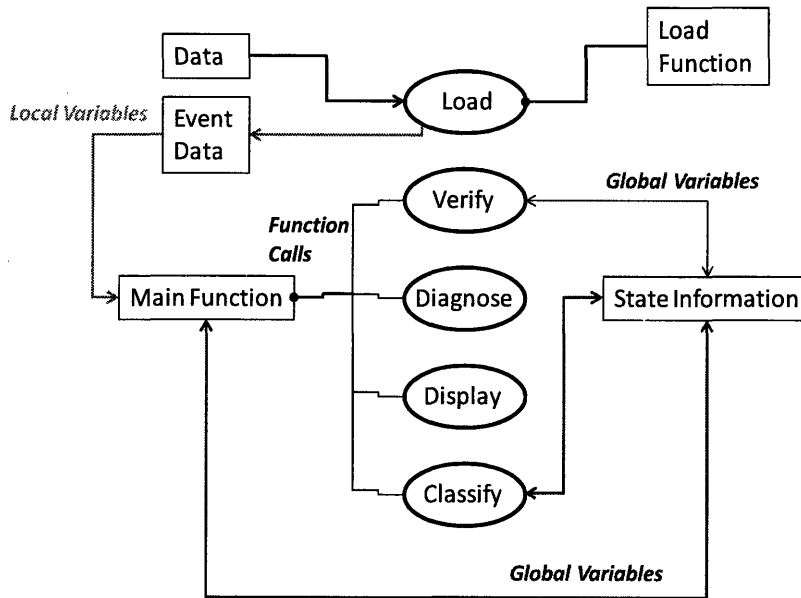 Data
Load
Function
Load
Local Variables
Event
Data
Verify
Global Variables
Function
Calls
Main Function
Diagnose
State Information
Display
Classify
Global Variables